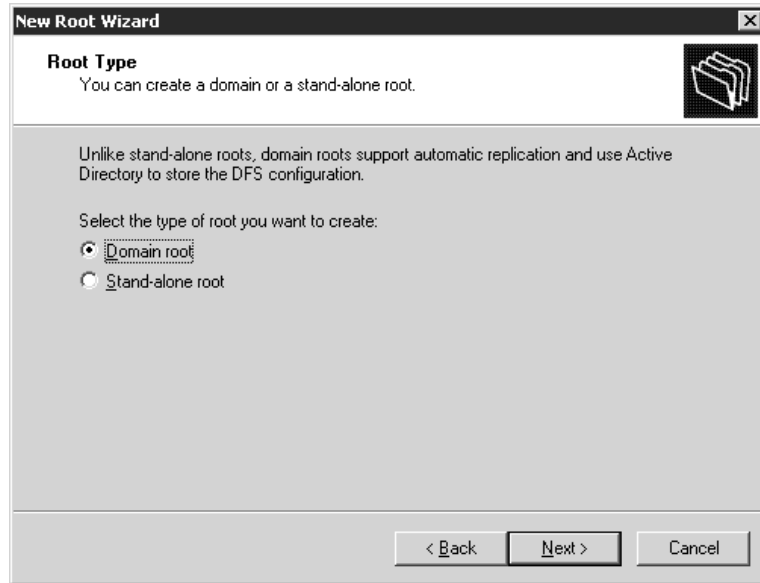 New Root Wizard
Root Type
You can create a domain or a stand-alone root.
Unlike stand-alone roots, domain roots support automatic replication and use Active
Directory to store the DFS configuration.
Select the type of root you want to create:
Domain root
Stand-alone root
< Back Next > Cancel